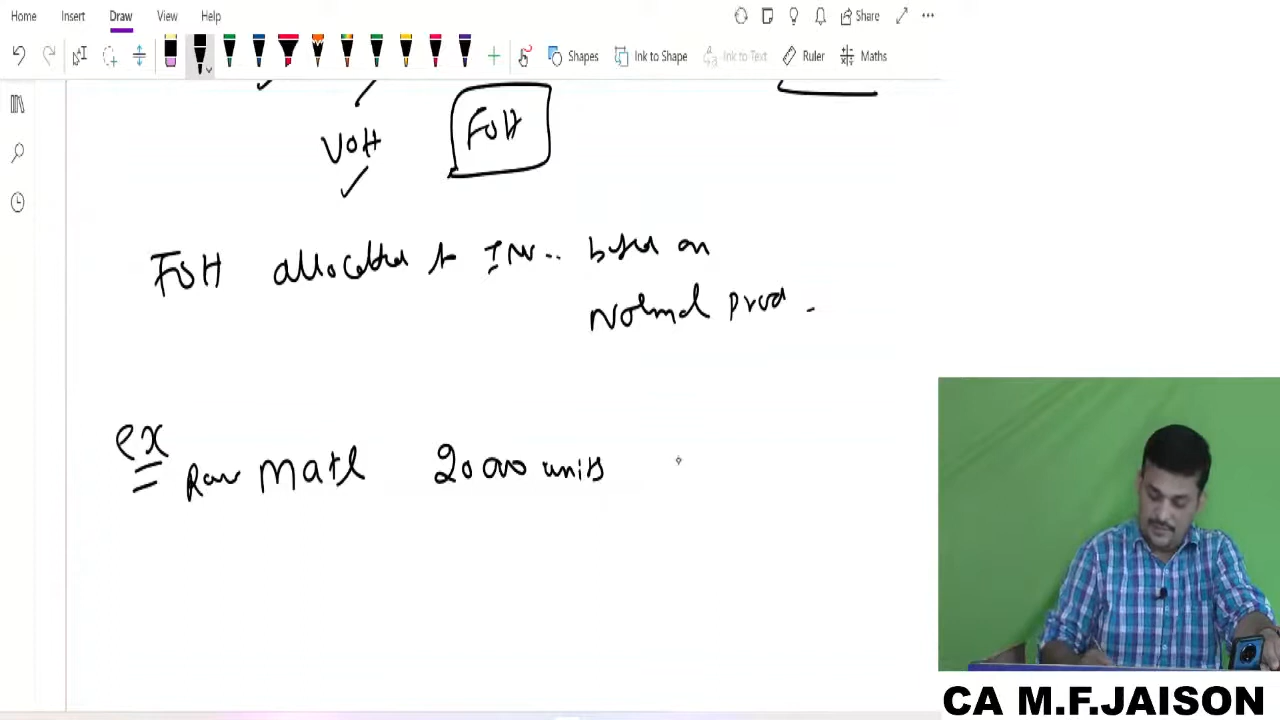 Home Insert Draw View Help Share
Shapes Ink to Shape Ink to Text Ruler Maths
VOH FOH
FOH allocated to INV.. based on
Normal Prod.
ex
Raw Matl 20000 units
CA M.F.JAISON